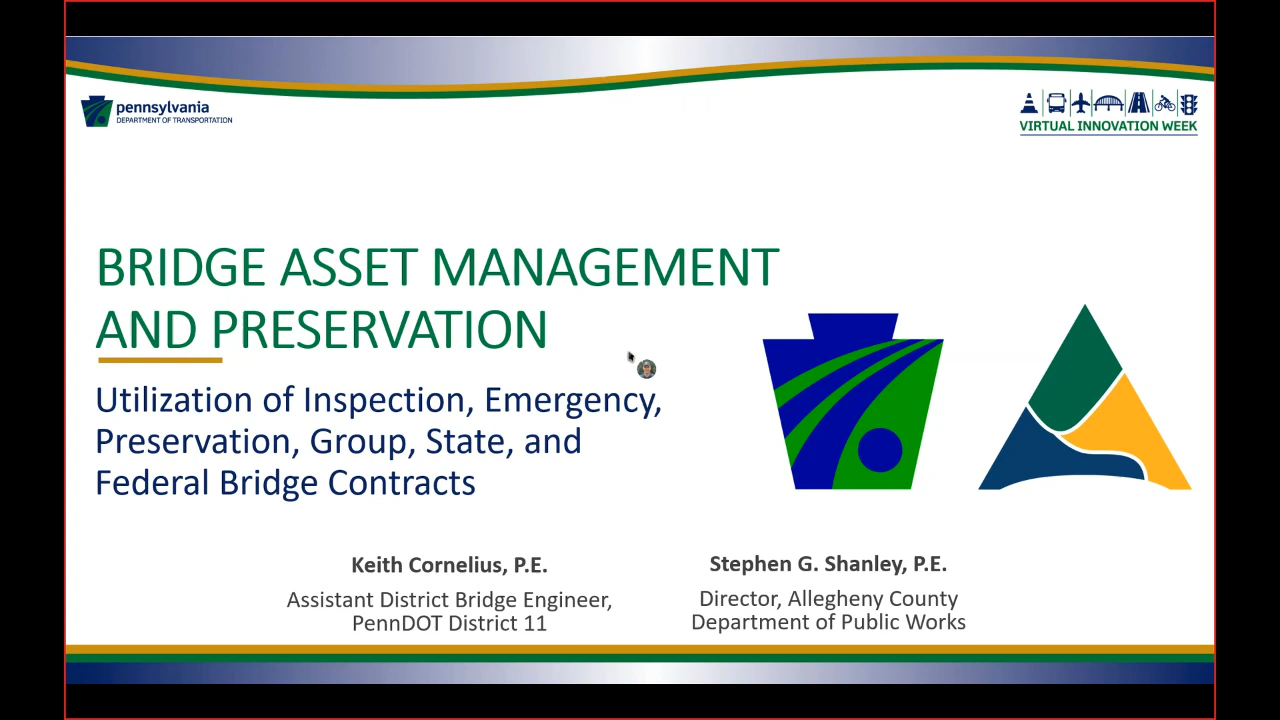 pennsylvania
DEPARTMENT OF TRANSPORTATION
VIRTUAL INNOVATION WEEK
BRIDGE ASSET MANAGEMENT
AND PRESERVATION
Utilization of Inspection, Emergency,
Preservation, Group, State, and
Federal Bridge Contracts
Keith Cornelius, P.E.
Assistant District Bridge Engineer,
PennDOT District 11
Stephen G. Shanley, P.E.
Director, Allegheny County
Department of Public Works